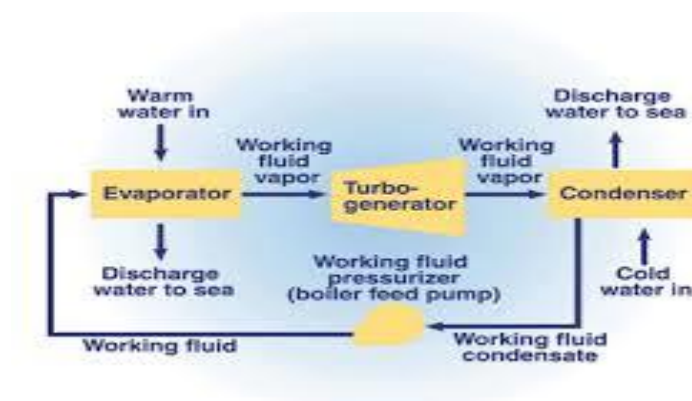 Warm
water in
Discharge
water to sea
Working
fluid
vapor
Working
fluid
vapor
Evaporator
Turbo-
generator
Condenser
Discharge
water to sea
Working fluid
pressurizer
(boiler feed pump)
Cold
water in
Working fluid
Working fluid
condensate